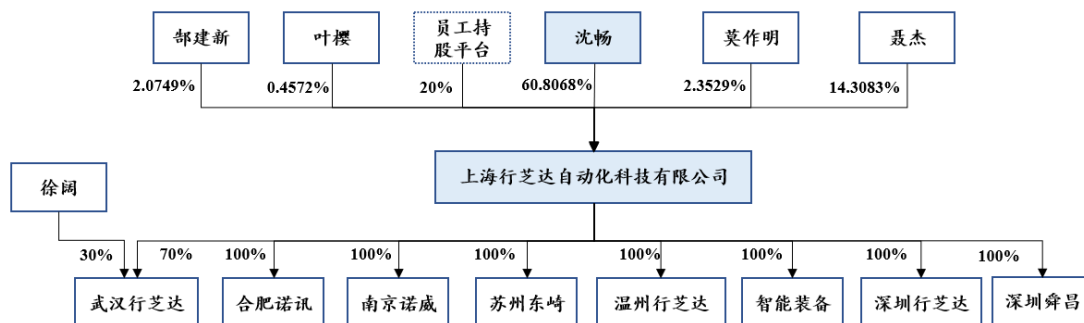 郜建新
叶樱
员工持
股平台
沈畅
莫作明
聂杰
2.0749%
0.4572%
20%
60.8068%
2.3529%
14.3083%
上海行芝达自动化科技有限公司
徐阔
30%
70%
100%
100%
100%
100%
100%
100%
100%
武汉行芝达
合肥诺讯
南京诺威
苏州东崎
温州行芝达
智能装备
深圳行芝达
深圳舜昌